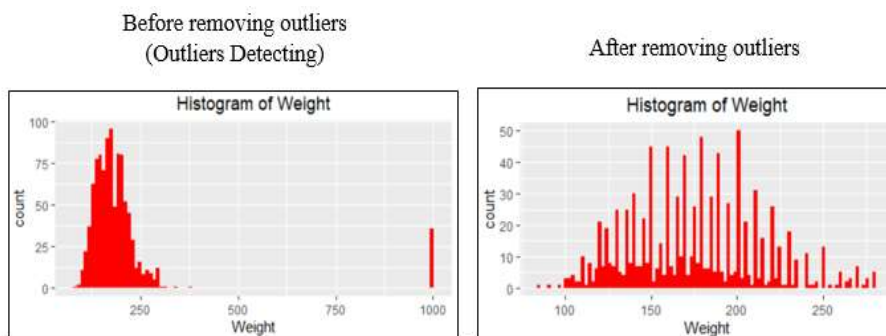 Before removing outliers
(Outliers Detecting)
After removing outliers
Histogram of Weight
100
75
50
25
0
count
250
500
750
1000
Weight
Histogram of Weight
50
40
30
20
10
0
count
100
150
200
250
Weight